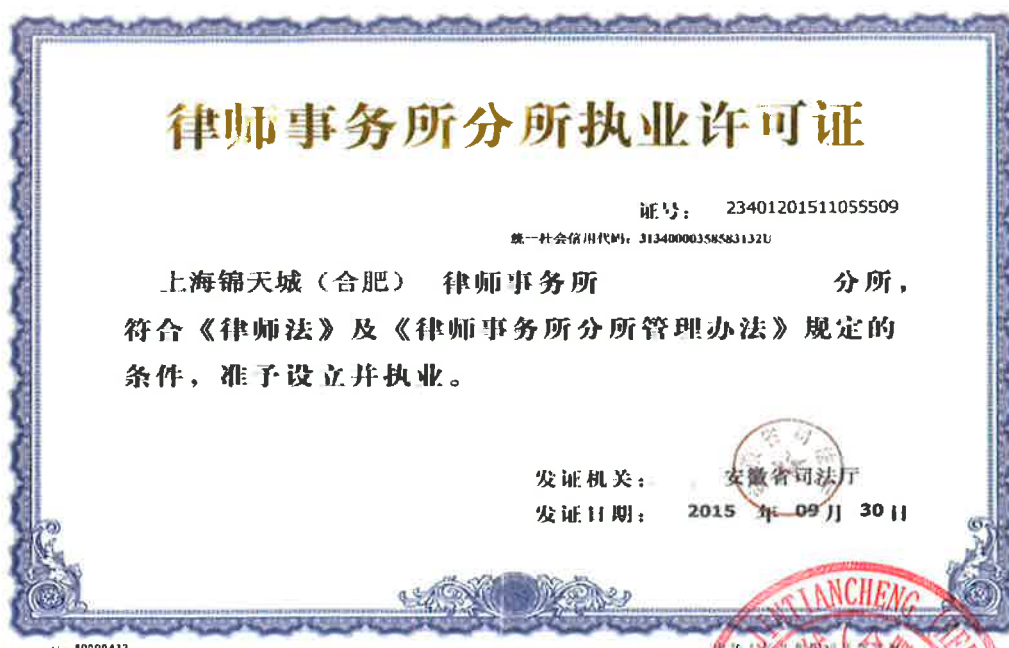 律师事务所分所执业许可证
证号： 23401201511055509
统一社会信用代码：31340000358583132U
上海锦天城（合肥） 律师事务所 分所，
符合《律师法》及《律师事务所分所管理办法》规定的
条件，准予设立并执业。
发证机关： 安徽省司法厅
发证日期： 2015 年 09 月 30 日
JINTIANCHENG